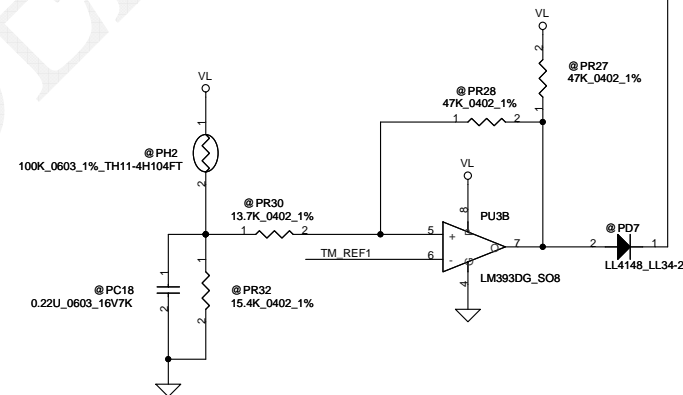 VL
2
@PR27
47K_0402_1%
1
VL
@PR28
47K_0402_1%
1
2
1
@PH2
100K_0603_1%_TH11-4H104FT
2
VL
@PR30
13.7K_0402_1%
1
2
8
PU3B
5
+
P
O
7
TM_REF1
6
-
G
4
LM393DG_SO8
@PD7
2
1
LL4148_LL34-2
1
@PC18
0.22U_0603_16V7K
2
1
@PR32
15.4K_0402_1%
2